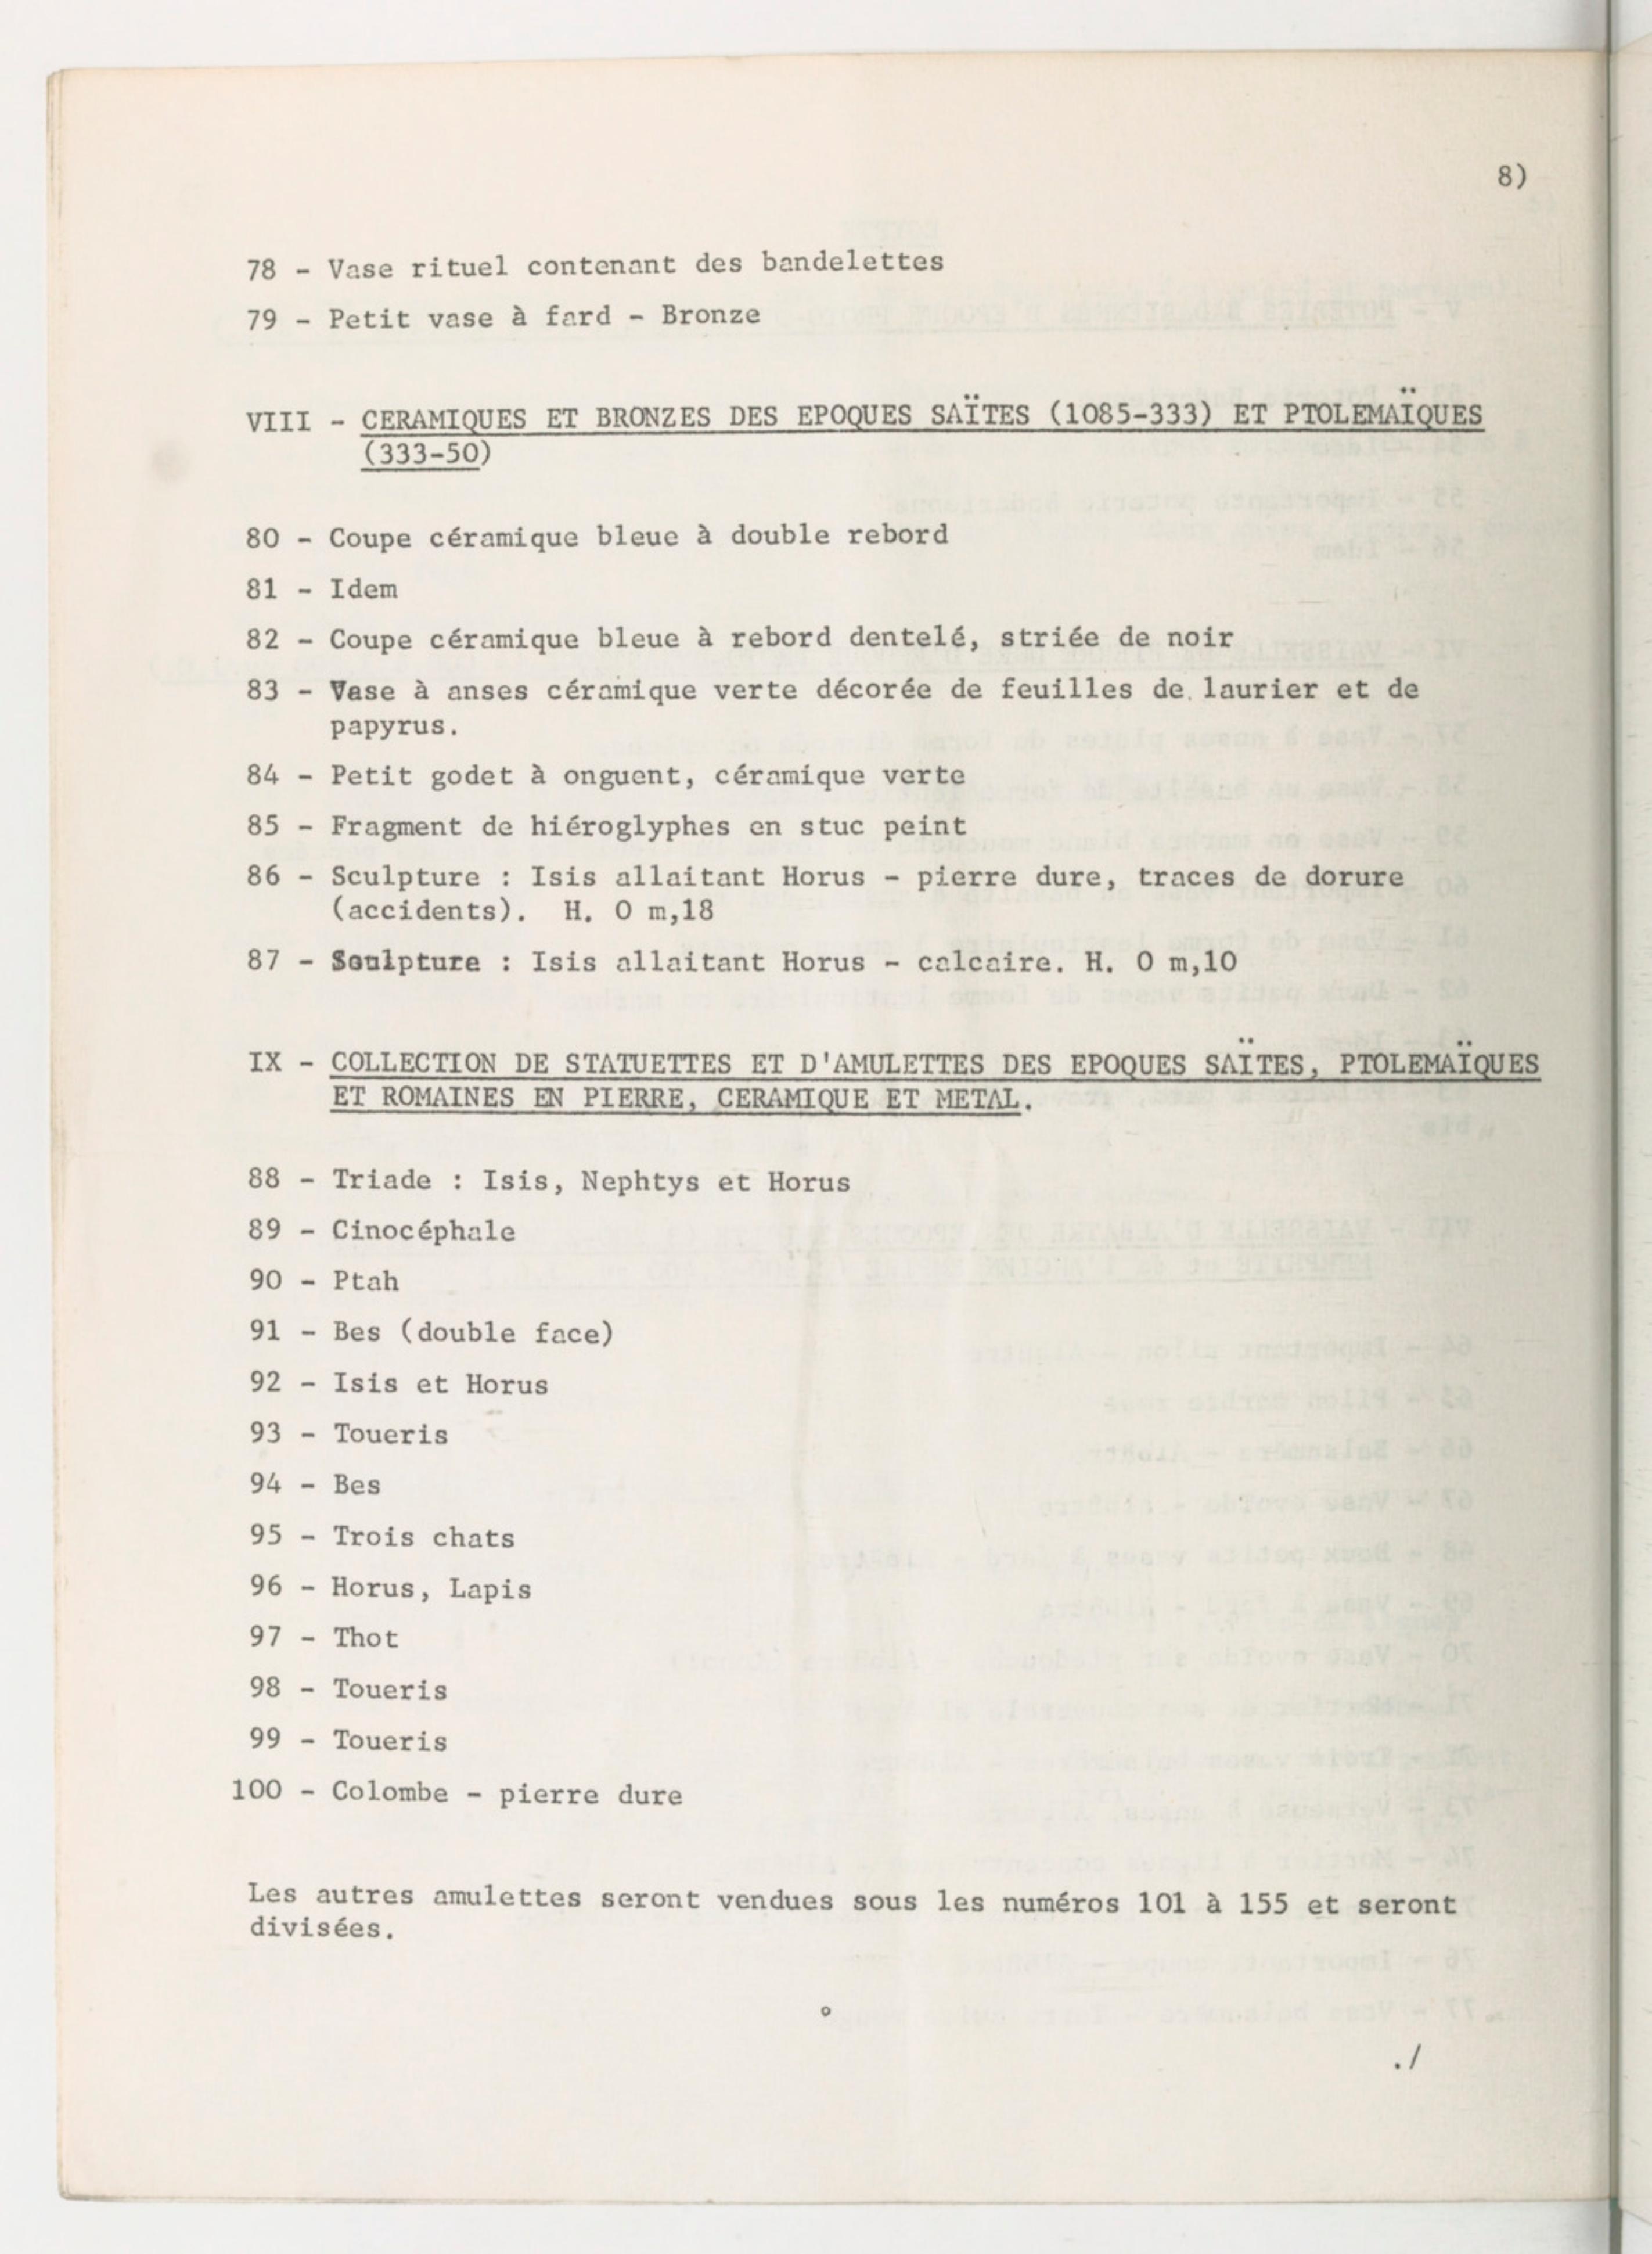 8)
78 - Vase rituel contenant des bandelettes
79 - Petit vase à fard - Bronze
VIII - CERAMIQUES ET BRONZES DES EPOQUES SAÏTES (1085-333) ET PTOLEMAÏQUES
(333-50)
80 - Coupe céramique bleue à double rebord
81 - Idem
82 - Coupe céramique bleue à rebord dentelé, striée de noir
83 - Vase à anses céramique verte décorée de feuilles de laurier et de
papyrus.
84 - Petit godet à onguent, céramique verte
85 - Fragment de hiéroglyphes en stuc peint
86 - Sculpture : Isis allaitant Horus - pierre dure, traces de dorure
(accidents). H. 0 m,18
87 - Sculpture : Isis allaitant Horus - calcaire. H. 0 m,10
IX - COLLECTION DE STATUETTES ET D'AMULETTES DES EPOQUES SAÏTES, PTOLEMAÏQUES
ET ROMAINES EN PIERRE, CERAMIQUE ET METAL.
88 - Triade : Isis, Nephtys et Horus
89 - Cinocéphale
90 - Ptah
91 - Bes (double face)
92 - Isis et Horus
93 - Toueris
94 - Bes
95 - Trois chats
96 - Horus, Lapis
97 - Thot
98 - Toueris
99 - Toueris
100 - Colombe - pierre dure
Les autres amulettes seront vendues sous les numéros 101 à 155 et seront
divisées.
°
./